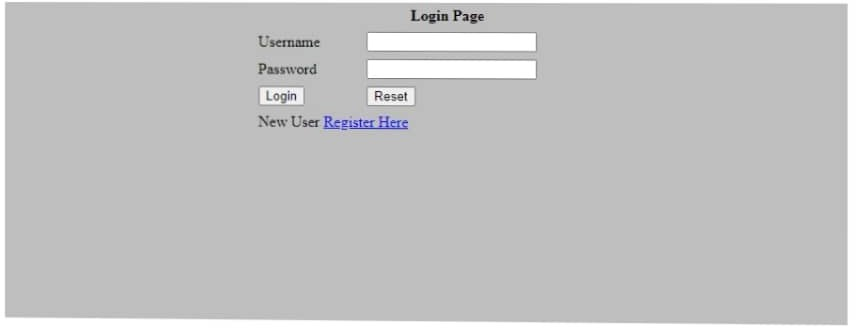 Login Page
Username
Password
Login Reset
New User Register Here